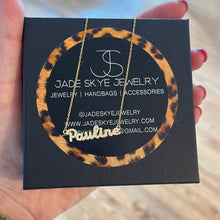 JS
JADE SKYE JEWELRY
JEWELRY | HANDBAGS | ACCESSORIES
@JADESKYEJEWELRY
WWW.JADESKYEJEWELRY.COM
Pauline
@GMAIL.COM